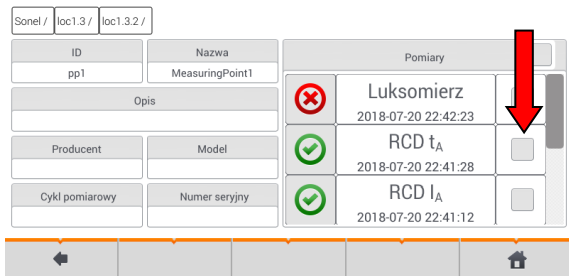 Sonel / loc1.3 / loc1.3.2 /
ID Nazwa Pomiary
pp1 MeasuringPoint1
Opis
Luksomierz
2018-07-20 22:42:23
RCD tA
2018-07-20 22:41:28
Producent Model
RCD IA
2018-07-20 22:41:12
Cykl pomiarowy Numer seryjny